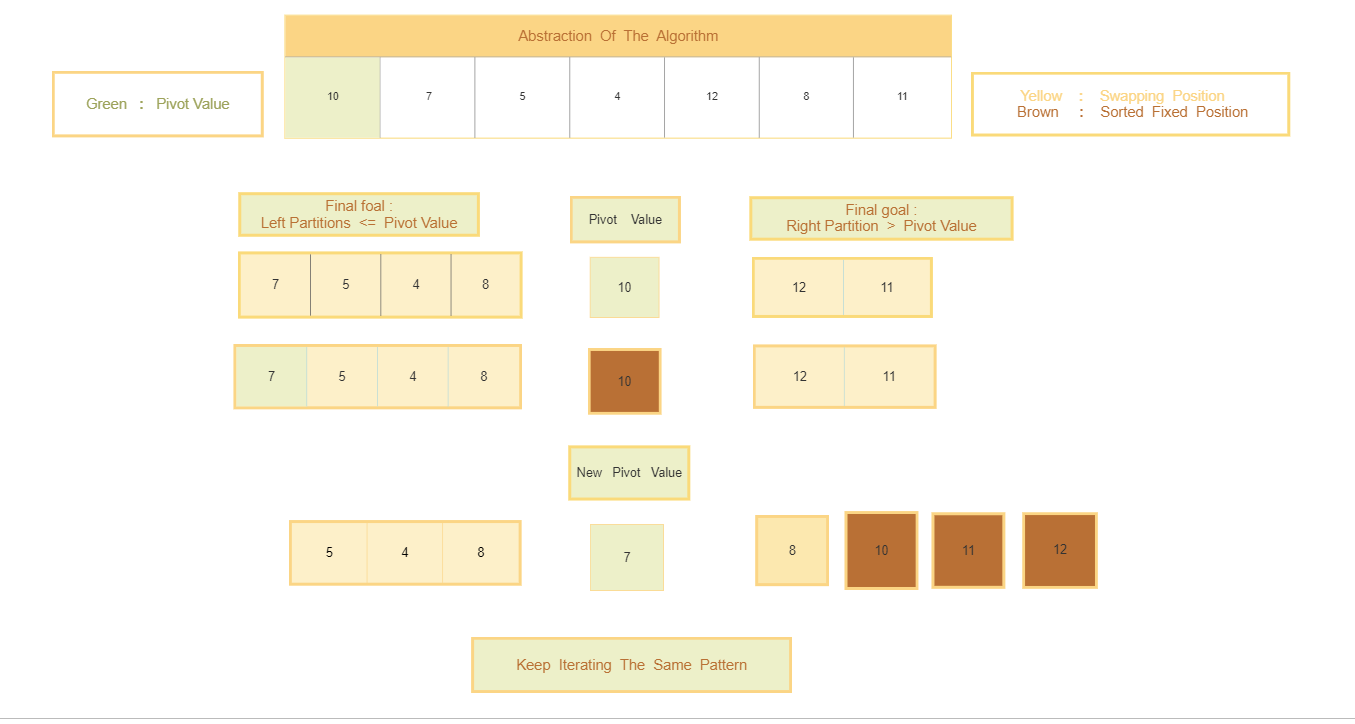 Abstraction Of The Algorithm
10 7 5 4 12 8 11
Green : Pivot Value
Yellow : Swapping Position
Brown : Sorted Fixed Position
Final foal :
Left Partitions <= Pivot Value
Pivot Value
Final goal :
Right Partition > Pivot Value
7 5 4 8
10
12 11
7 5 4 8
10
12 11
New Pivot Value
5 4 8
7
8 10 11 12
Keep Iterating The Same Pattern